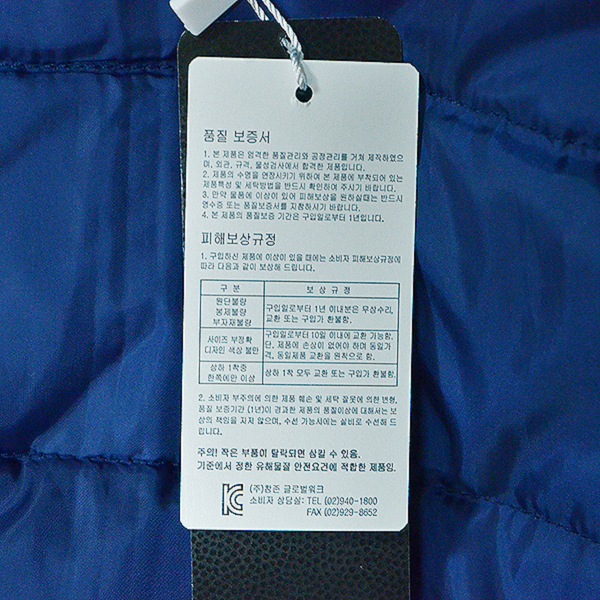 품질 보증서
1. 본 제품은 엄격한 품질관리와 공정관리를 거쳐 제작하였으
며, 외관, 규격, 물성검사에서 합격한 제품입니다.
2. 제품의 수명을 연장시키기 위하여 본 제품에 부착되어 있는
제품특성 및 세탁방법을 반드시 확인하여 주시기 바랍니다.
3. 만약 물품에 이상이 있어 피해보상을 원하실때는 반드시
영수증 또는 품질보증서를 지참하시기 바랍니다.
4. 본 제품의 품질보증 기간은 구입일로부터 1년입니다.
피해보상규정
1. 구입하신 제품에 이상이 있을 때에는 소비자 피해보상규정에
따라 다음과 같이 보상해 드립니다.
구 분 보 상 규 정
원단불량
봉제불량
부자재불량
구입일로부터 1년 이내분은 무상수리,
교환 또는 구입가 환불함.
사이즈 부정확
디자인 색상 불만
구입일로부터 10일 이내에 교환 가능함.
단, 제품에 손상이 없어야 하며 동일가
격, 동일제품 교환을 원칙으로 함.
상하 1착중
한쪽에만 이상
상하 1착 모두 교환 또는 구입가 환불함.
2. 소비자 부주의에 의한 제품 훼손 및 세탁 잘못에 의한 변형,
품질 보증기간 (1년)이 경과한 제품의 품질이상에 대해서는 보
상의 책임을 지지 않으며, 수선 가능시에는 실비로 수선해 드
립니다.
주의! 작은 부품이 탈락되면 삼킬 수 있음.
기준에서 정한 유해물질 안전요건에 적합한 제품임.
(주)창준 글로벌워크
소비자 상담실: TEL (02)940-1800
FAX (02)929-8652